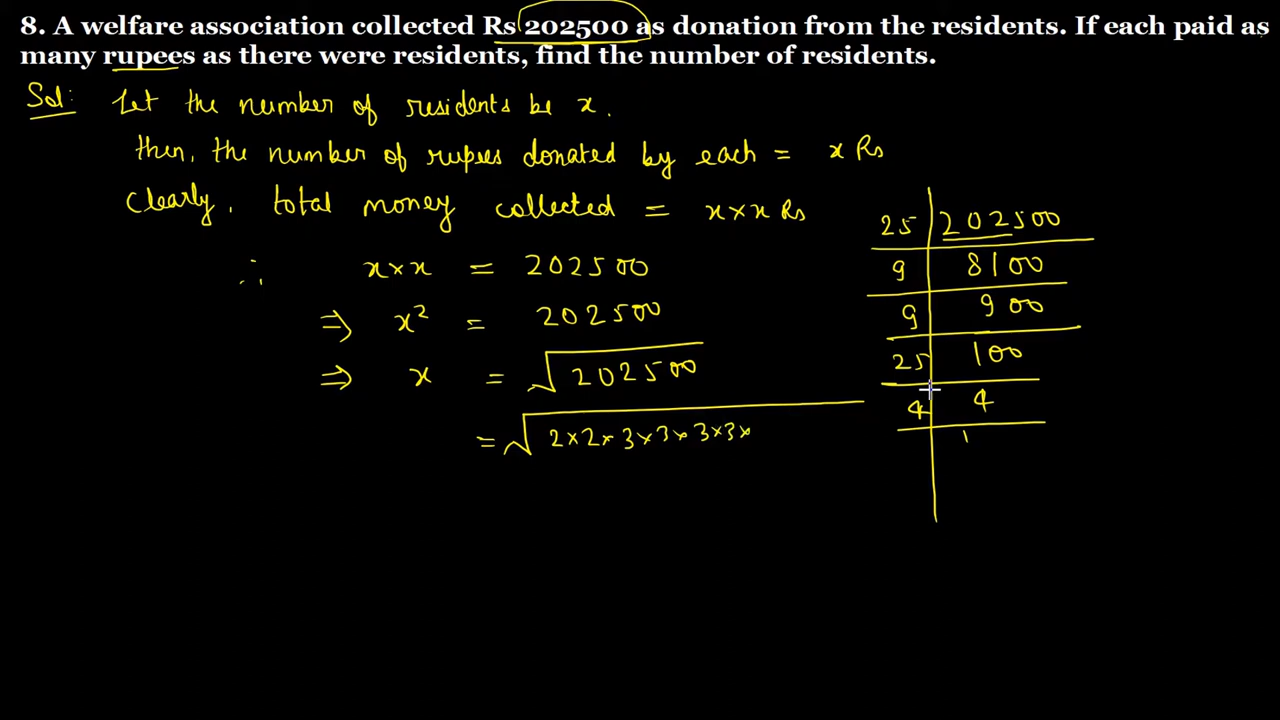 8. A welfare association collected Rs 202500 as donation from the residents. If each paid as
many rupees as there were residents, find the number of residents.
Sol: Let the number of residents be x.
then, the number of rupees donated by each = x Rs
Clearly, total money collected = x×x Rs
∴ x×x = 202500
⇒ x² = 202500
⇒ x = √202500
= √2×2×3×3×3×3×
25 | 202500
9 | 8100
9 | 900
25 | 100
4 | 4
1